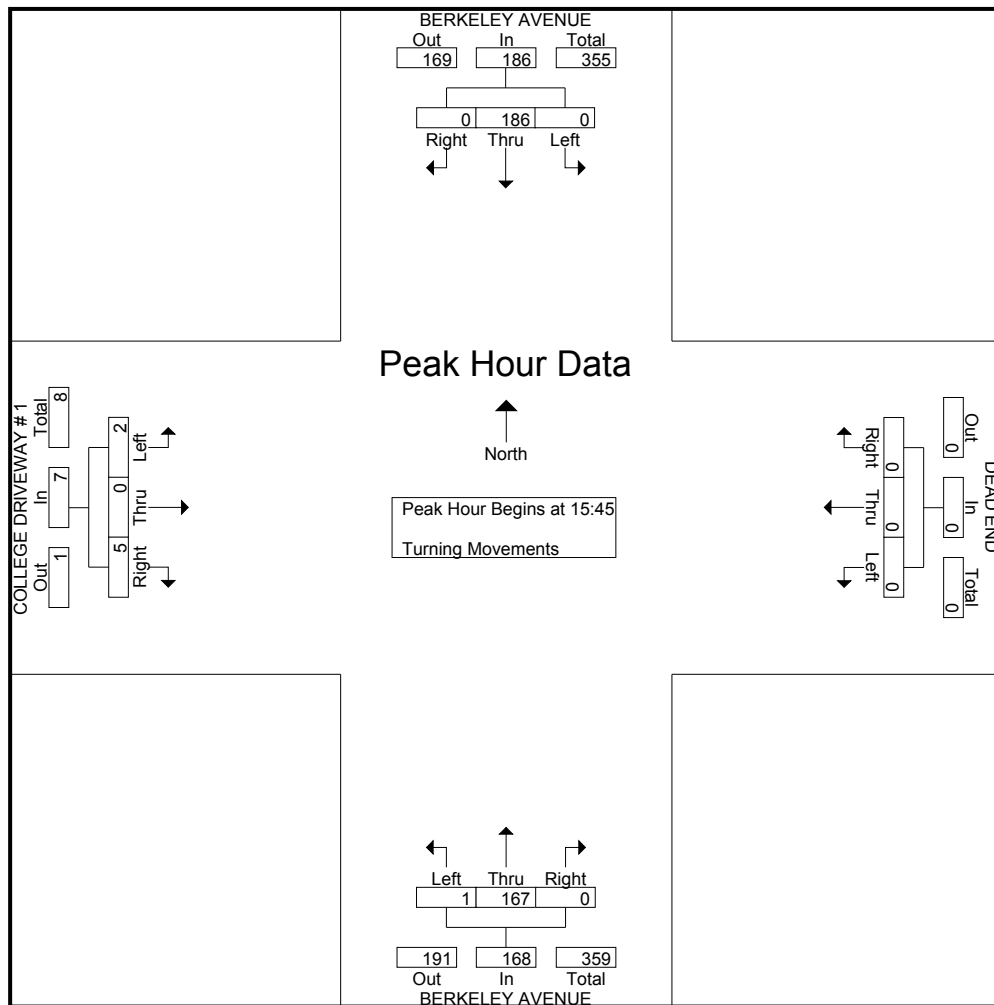 BERKELEY AVENUE
Out In Total
169 186 355
0 186 0
Right Thru Left
Peak Hour Data
North
Peak Hour Begins at 15:45
Turning Movements
COLLEGE DRIVEWAY # 1
Out In Total
1 7 8
5 0 2
Right Thru Left
DEAD END
Out In Total
0 0 0
0 0 0
Right Thru Left
Left Thru Right
1 167 0
191 168 359
Out In Total
BERKELEY AVENUE